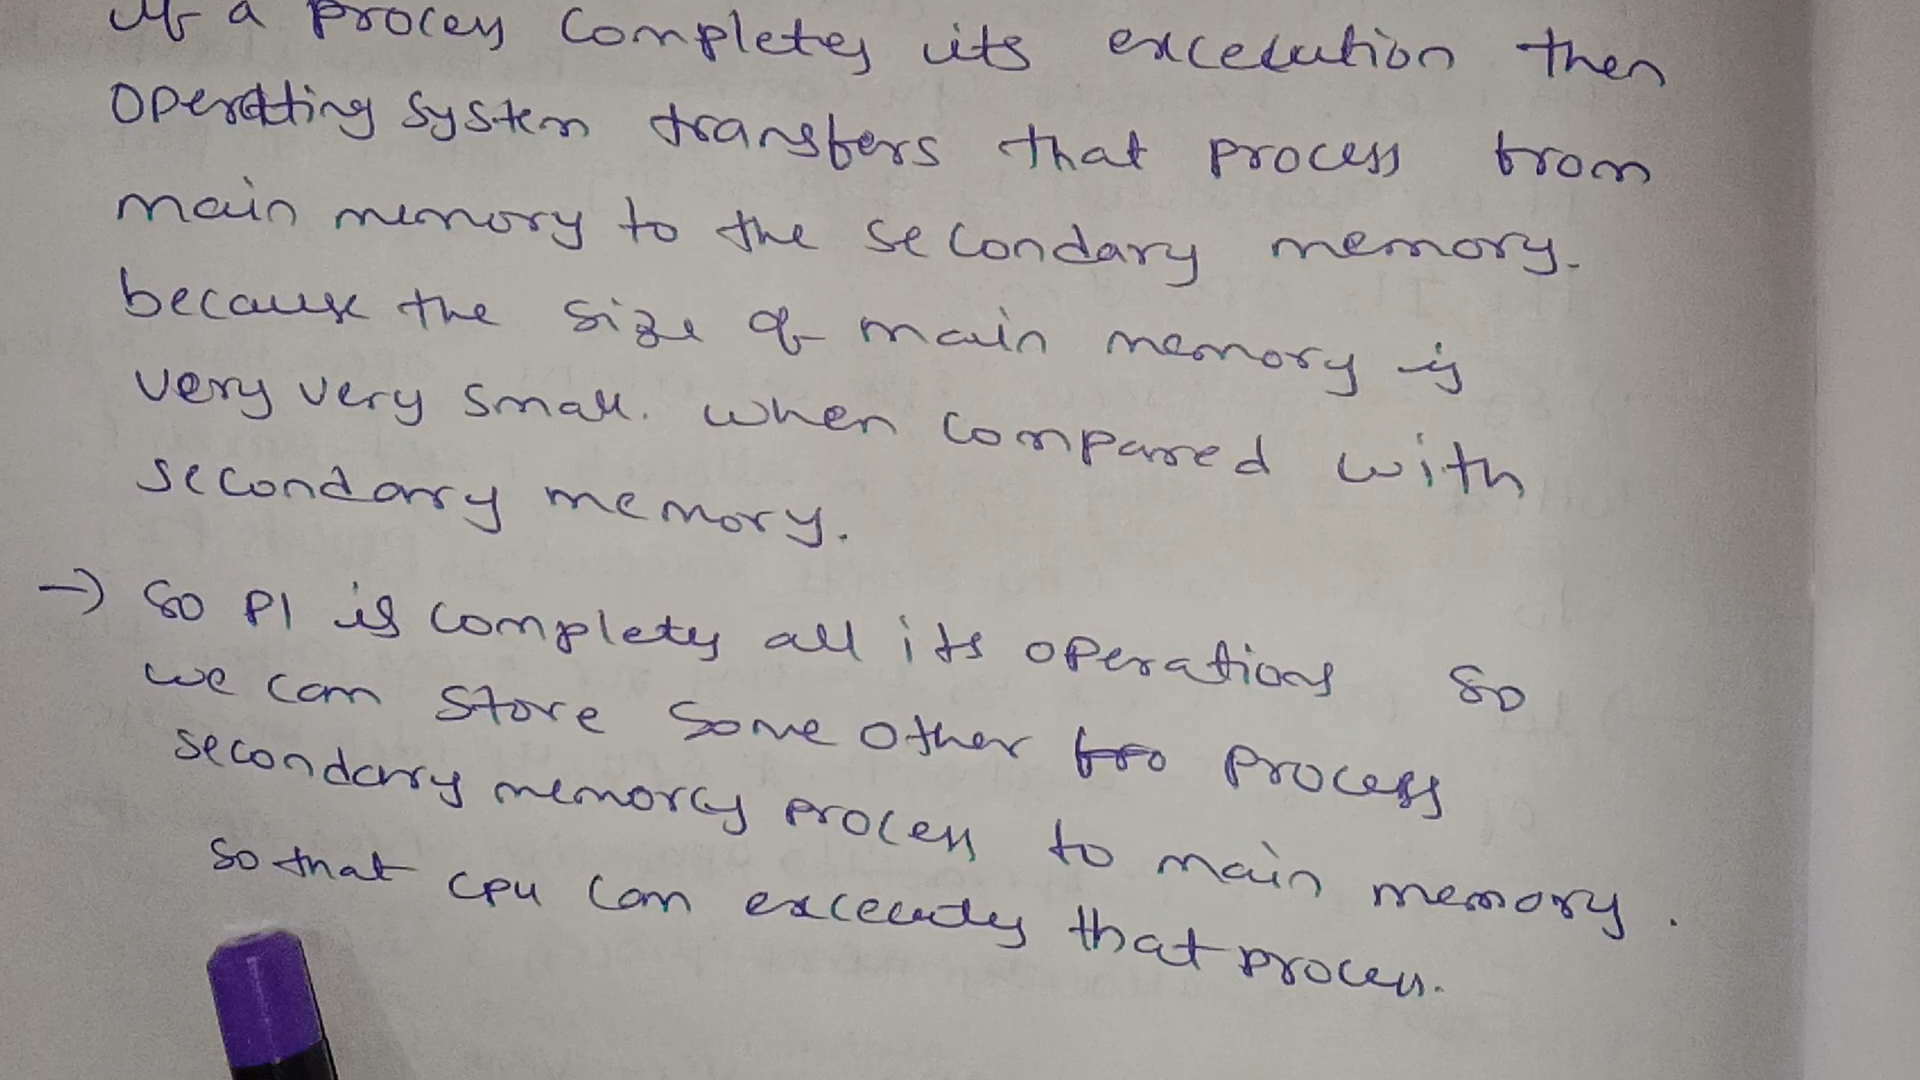 If a process completes its excecution then
operating system transfers that process from
main memory to the secondary memory.
because the size of main memory is
very very small. when compared with
secondary memory.
→ So P1 is completes all its operations so
we can store some other process
secondary memory process to main memory.
so that cpu can excecutes that process.